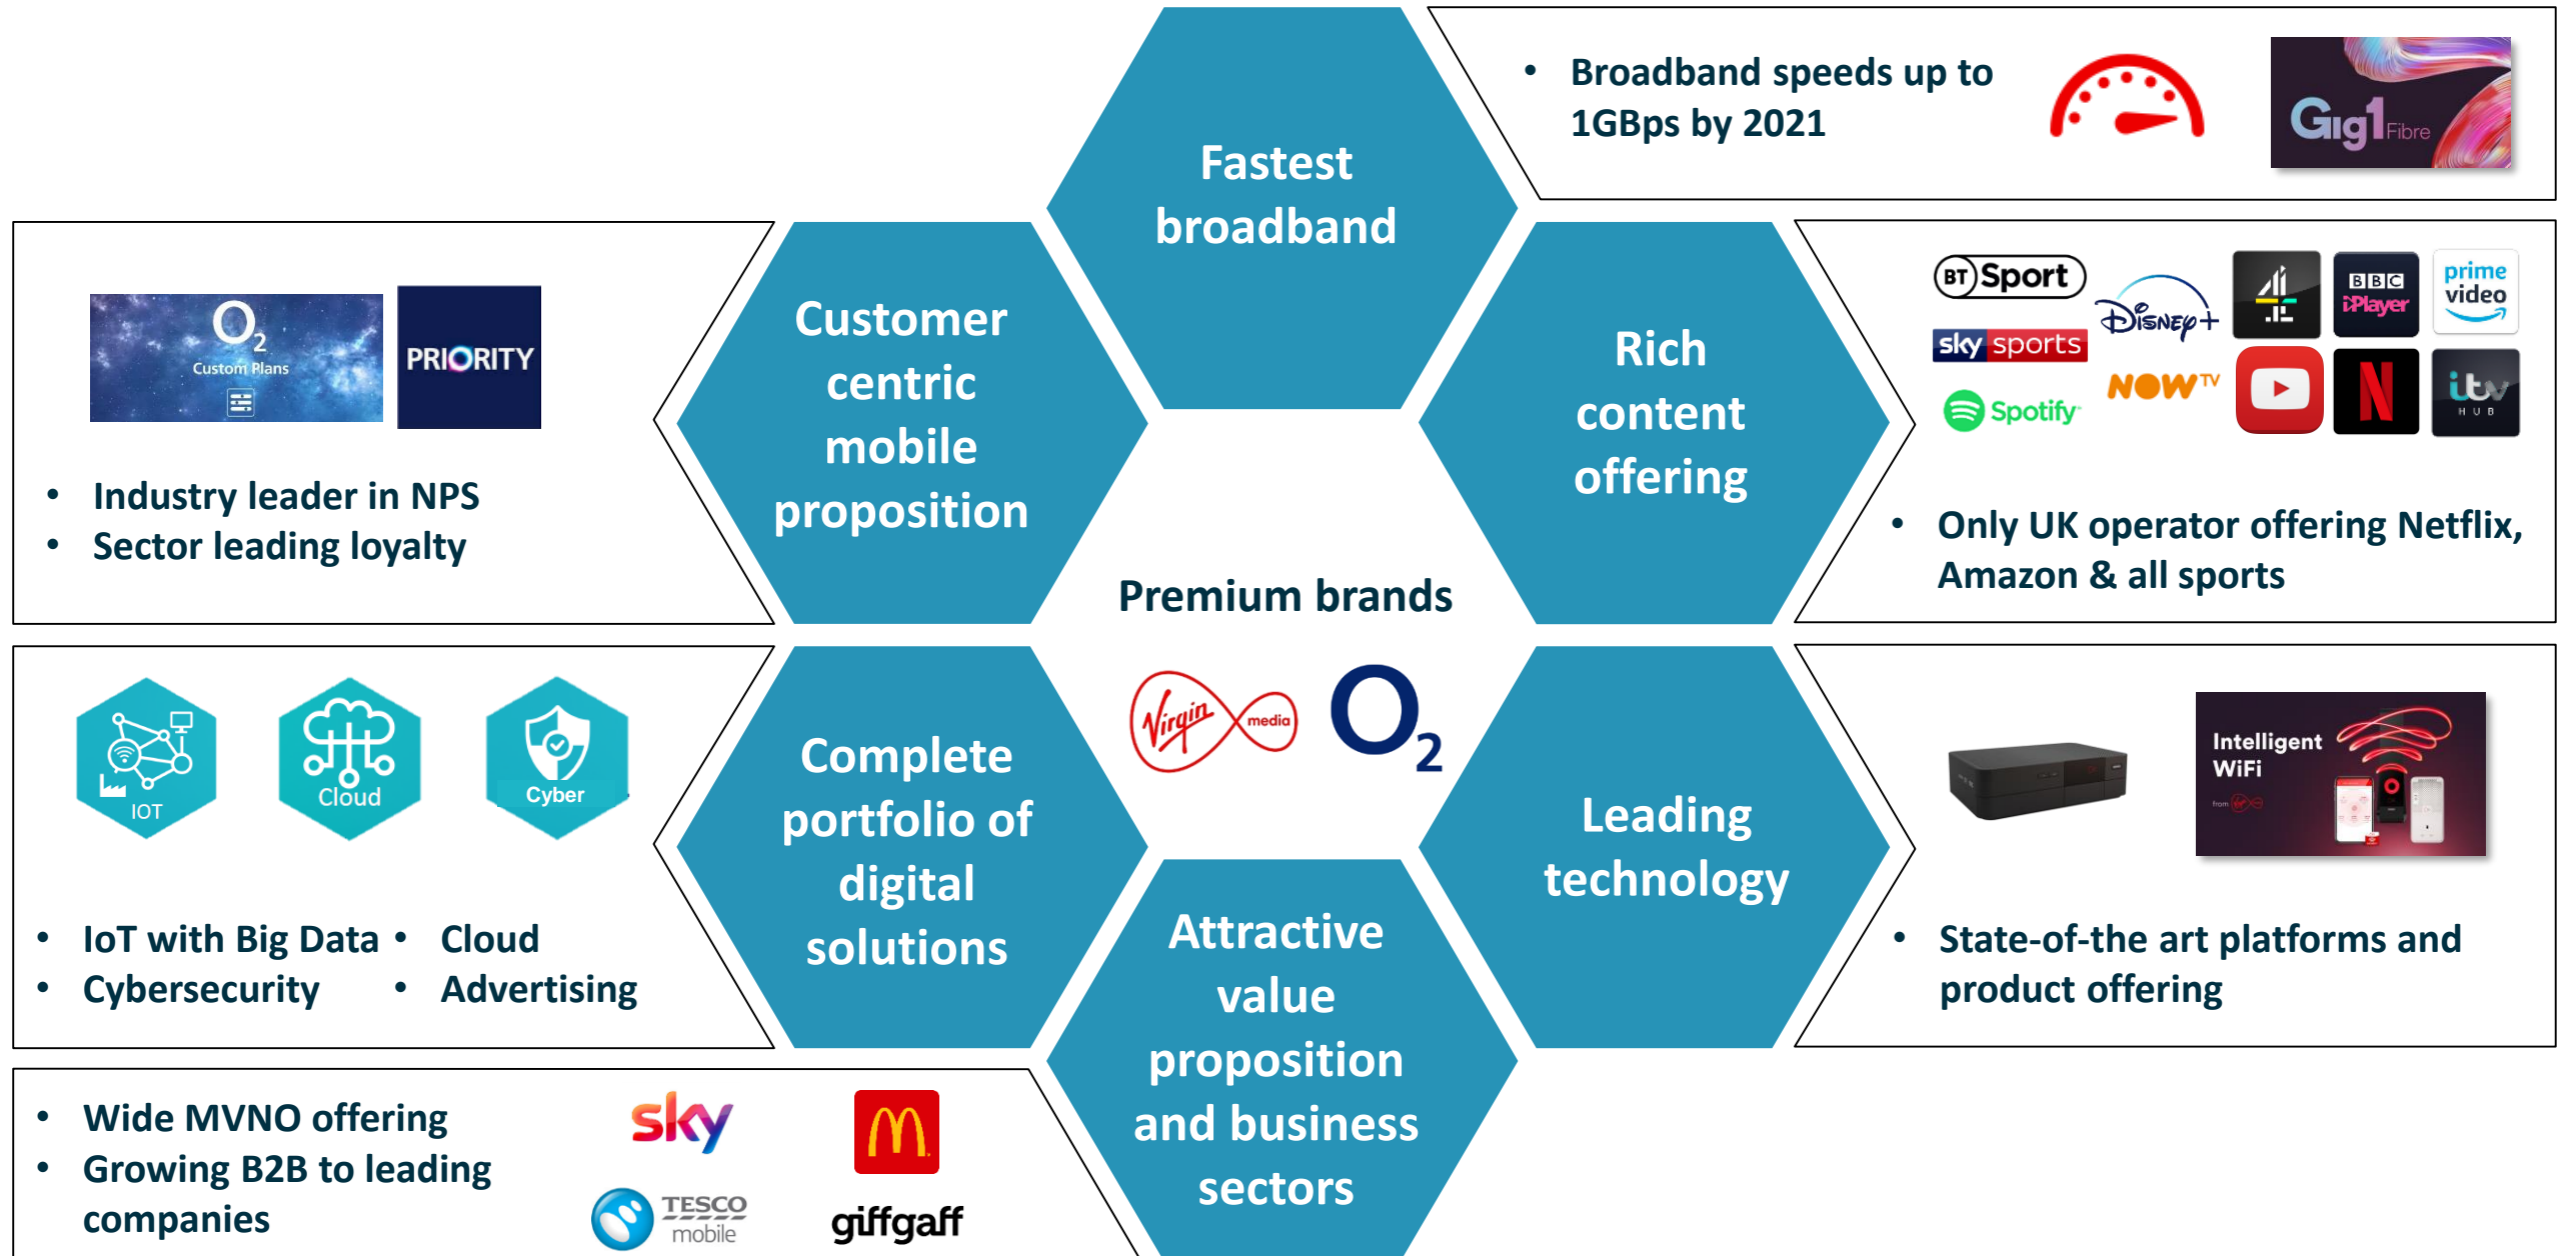 Fastest
broadband
• Broadband speeds up to
1GBps by 2021
Gig1 Fibre
O2
Custom Plans
PRIORITY
• Industry leader in NPS
• Sector leading loyalty
Customer
centric
mobile
proposition
Rich
content
offering
BT Sport
Disney+
4
BBC
iPlayer
prime
video
sky sports
NOW TV
Spotify
N
itv
HUB
• Only UK operator offering Netflix,
Amazon & all sports
Premium brands
Virgin media
O2
IOT
Cloud
Cyber
• IoT with Big Data • Cloud
• Cybersecurity • Advertising
Complete
portfolio of
digital
solutions
Leading
technology
Intelligent
WiFi
from
• State-of-the art platforms and
product offering
Attractive
value
proposition
and business
sectors
• Wide MVNO offering
• Growing B2B to leading
companies
sky
M
TESCO
mobile
giffgaff